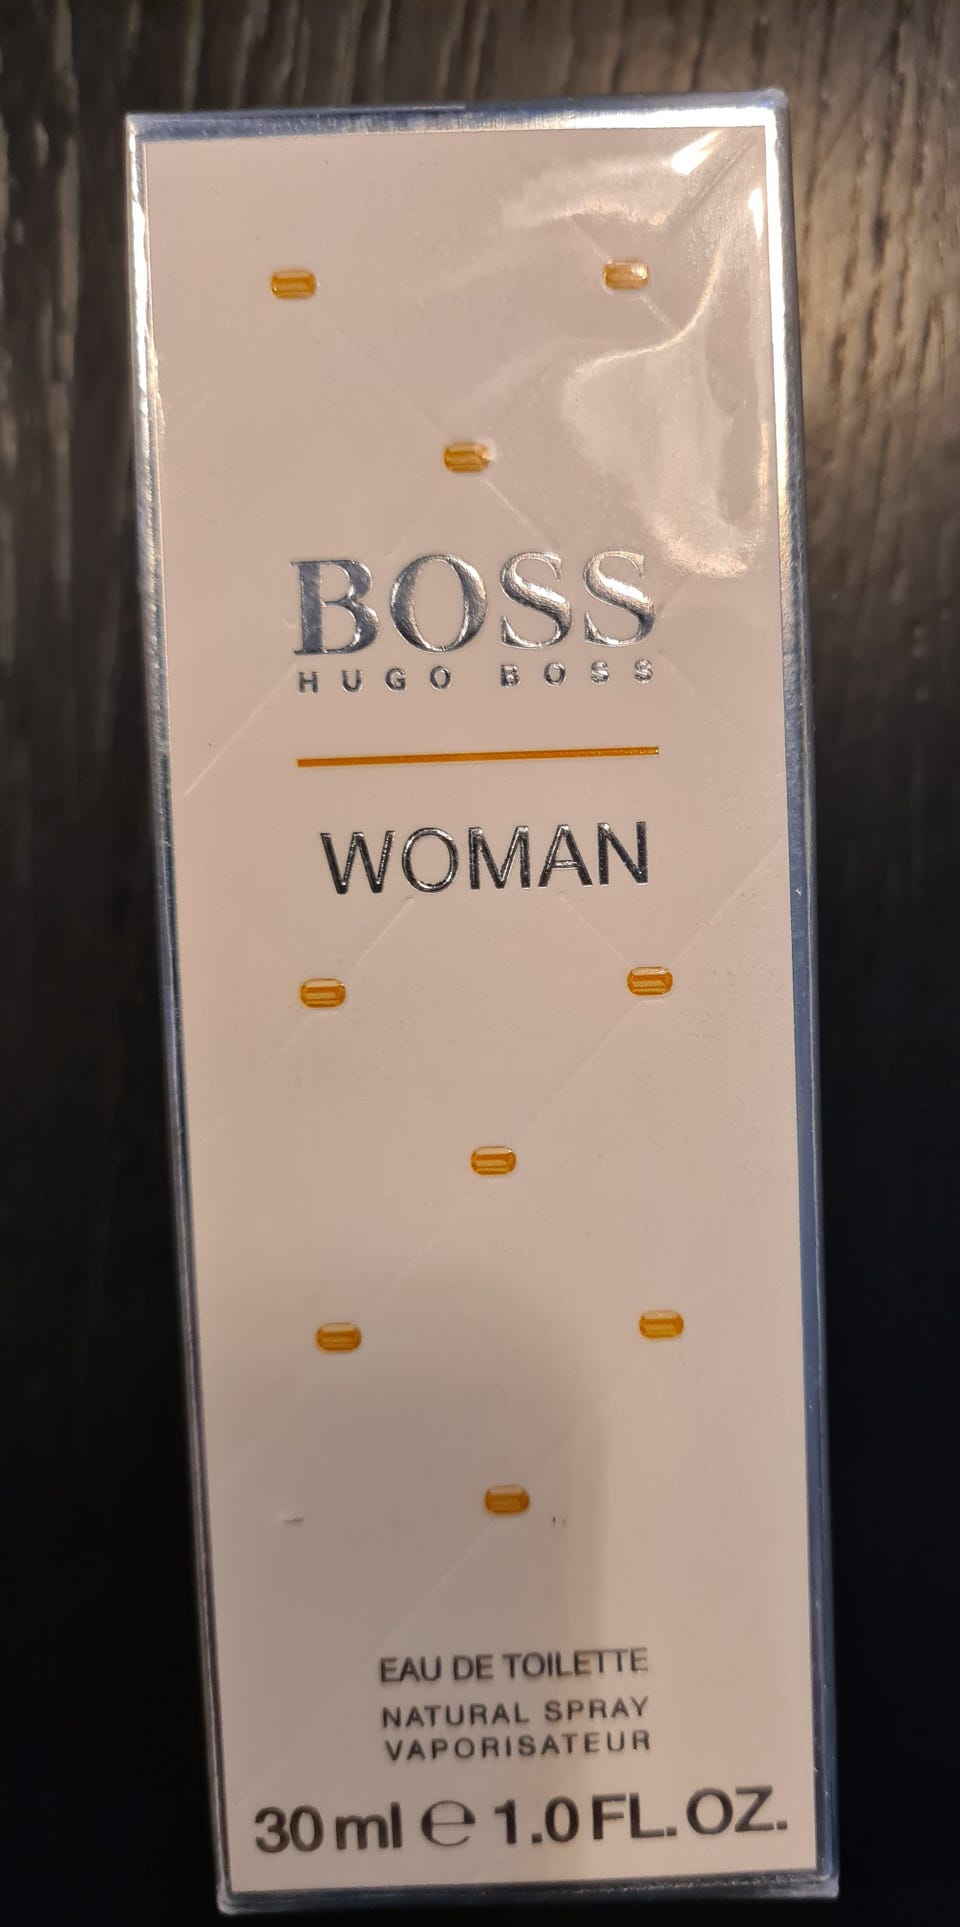 BOSS
HUGO BOSS
WOMAN
EAU DE TOILETTE
NATURAL SPRAY
VAPORISATEUR
30 ml ℮ 1.0 FL. OZ.